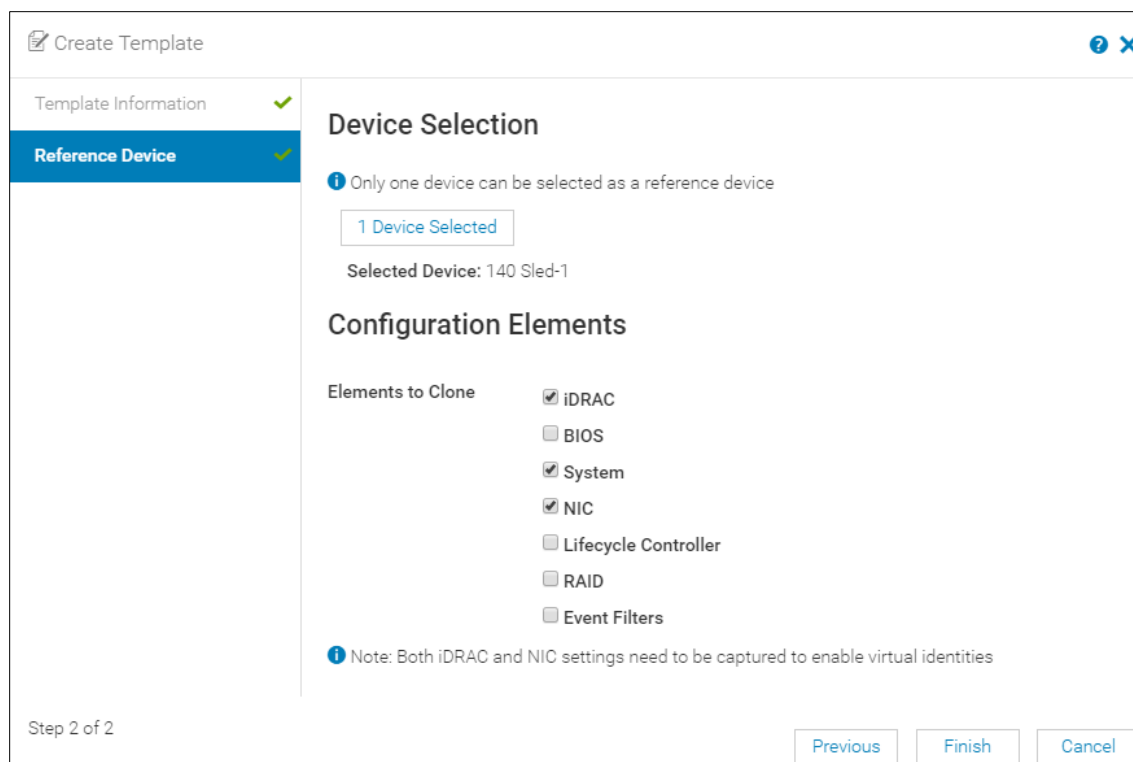 Create Template
Template Information
Reference Device
Device Selection
Only one device can be selected as a reference device
1 Device Selected
Selected Device: 140 Sled-1
Configuration Elements
Elements to Clone
iDRAC
BIOS
System
NIC
Lifecycle Controller
RAID
Event Filters
Note: Both iDRAC and NIC settings need to be captured to enable virtual identities
Step 2 of 2
Previous
Finish
Cancel